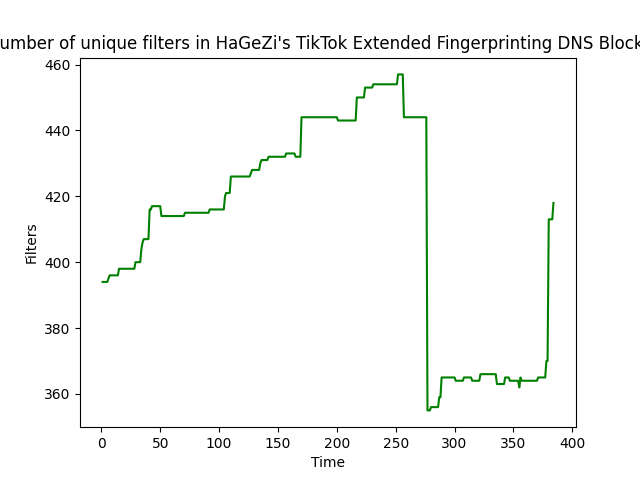 umber of unique filters in HaGeZi's TikTok Extended Fingerprinting DNS Block
460
440
420
400
380
360
Filters
0 50 100 150 200 250 300 350 400
Time